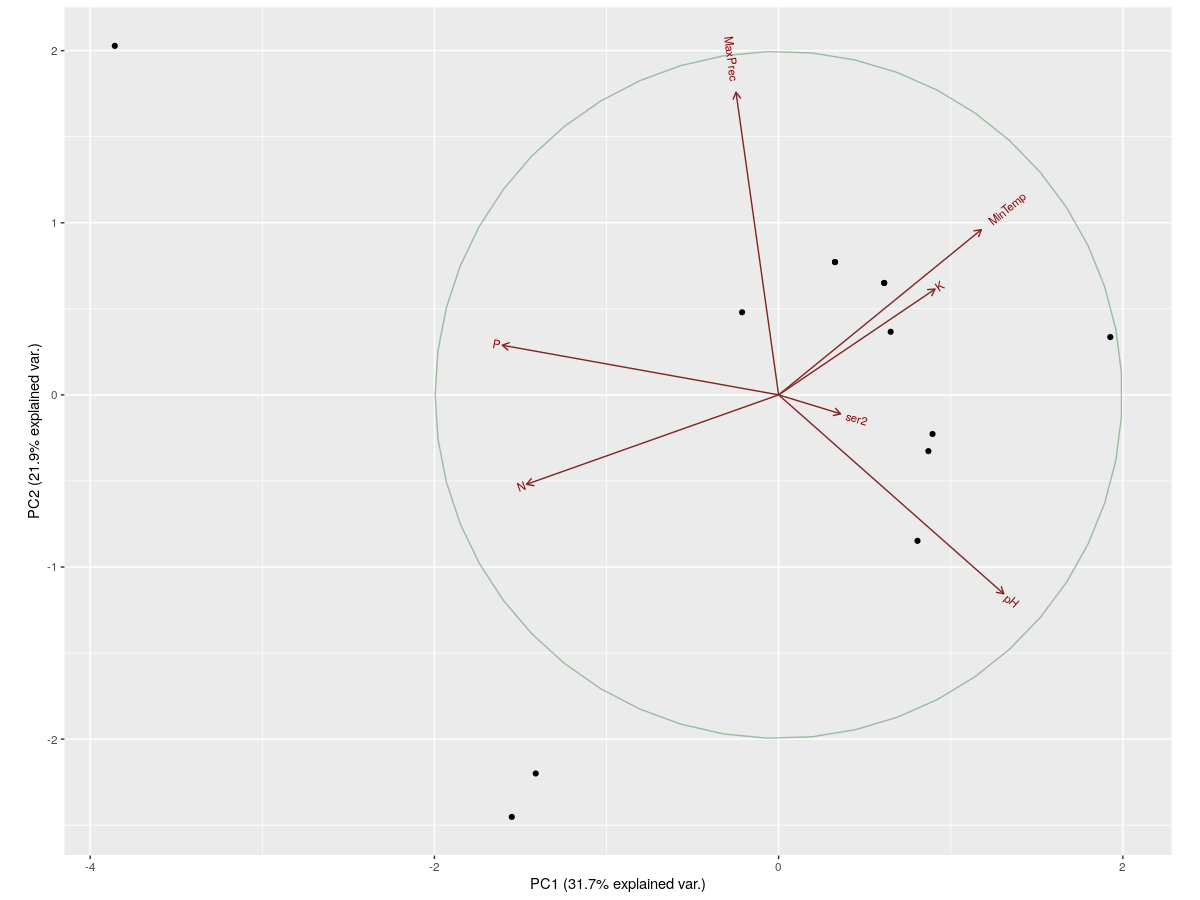 MaxPrec
2
MinTemp
1
K
P
0
ser2
N
-1
pH
-2
-4
-2
0
2
PC1 (31.7% explained var.)
PC2 (21.9% explained var.)